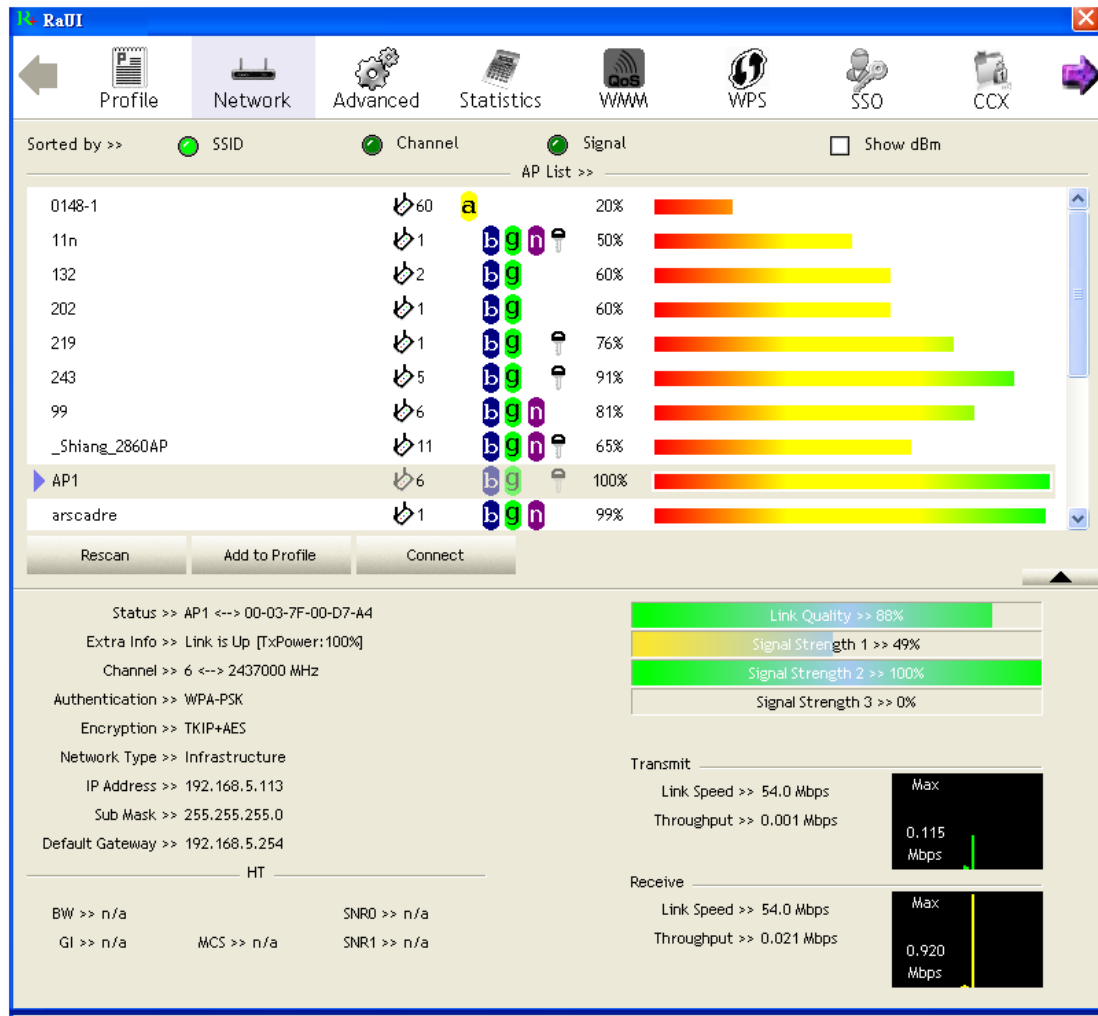 RaUI
Profile Network Advanced Statistics QoS WMM WPS SSO CCX
Sorted by >> SSID Channel Signal Show dBm
AP List >>
0148-1 60 a 20%
11n 1 b g n 50%
132 2 b g 60%
202 1 b g 60%
219 1 b g 76%
243 5 b g 91%
99 6 b g n 81%
_Shiang_2860AP 11 b g n 65%
AP1 6 b g 100%
arscadre 1 b g n 99%
Rescan Add to Profile Connect
Status >> AP1 <--> 00-03-7F-00-D7-A4
Extra Info >> Link is Up [TxPower:100%]
Channel >> 6 <--> 2437000 MHz
Authentication >> WPA-PSK
Encryption >> TKIP+AES
Network Type >> Infrastructure
IP Address >> 192.168.5.113
Sub Mask >> 255.255.255.0
Default Gateway >> 192.168.5.254
HT
BW >> n/a SNR0 >> n/a
GI >> n/a MCS >> n/a SNR1 >> n/a
Link Quality >> 88%
Signal Strength 1 >> 49%
Signal Strength 2 >> 100%
Signal Strength 3 >> 0%
Transmit
Link Speed >> 54.0 Mbps
Throughput >> 0.001 Mbps
Max
0.115
Mbps
Receive
Link Speed >> 54.0 Mbps
Throughput >> 0.021 Mbps
Max
0.920
Mbps